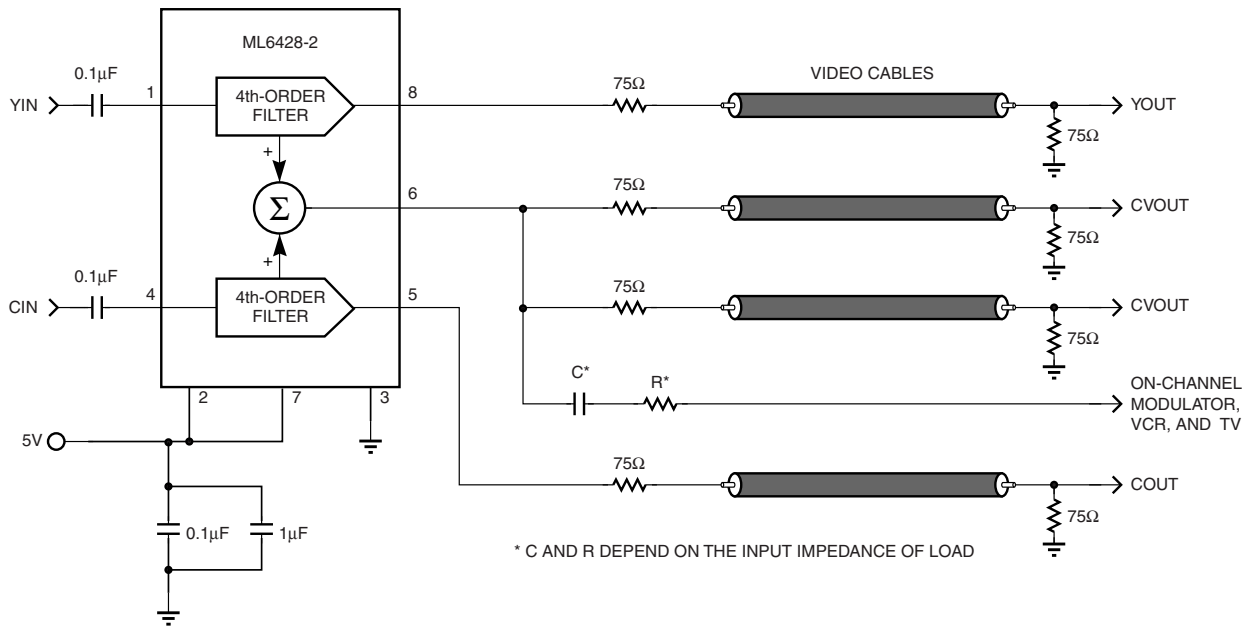 ML6428-2
0.1µF
75Ω
VIDEO CABLES
YIN
1
4th-ORDER
FILTER
8
YOUT
75Ω
+
Σ
6
75Ω
CVOUT
75Ω
+
0.1µF
CIN
4
4th-ORDER
FILTER
5
75Ω
CVOUT
75Ω
2
7
3
C*
R*
ON-CHANNEL
MODULATOR,
VCR, AND TV
5V
75Ω
COUT
75Ω
0.1µF
1µF
* C AND R DEPEND ON THE INPUT IMPEDANCE OF LOAD